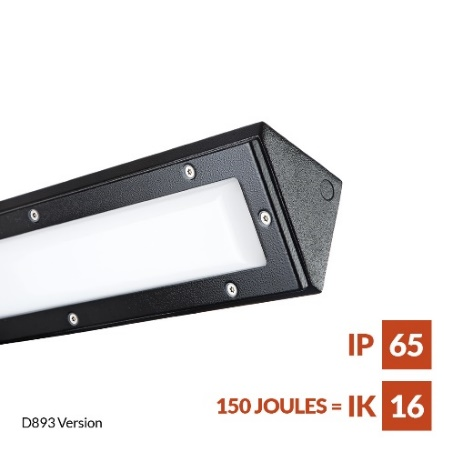 IP 65
150 JOULES = IK 16
D893 Version